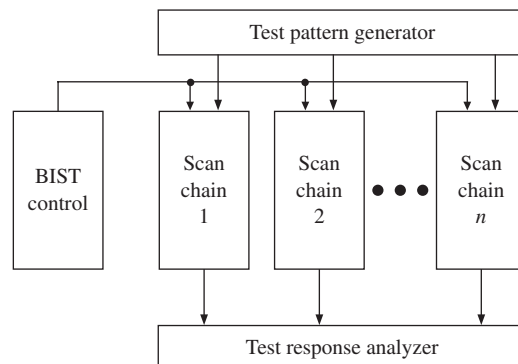 Test pattern generator
BIST
control
Scan
chain
1
Scan
chain
2
Scan
chain
n
Test response analyzer